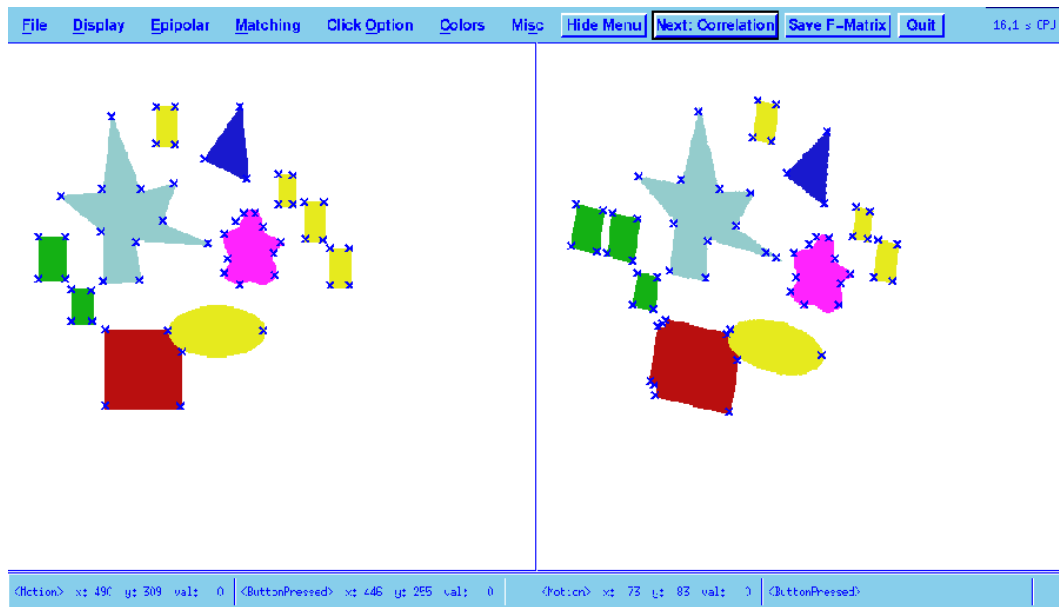 File Display Epipolar Matching Click Option Colors Misc Hide Menu Next: Correlation Save F-Matrix Quit 16.1 s CPU
<Motion> x: 490 y: 309 val: 0 <ButtonPressed> x: 446 y: 255 val: 0 <Motion> x: 73 y: 83 val: 0 <ButtonPressed>